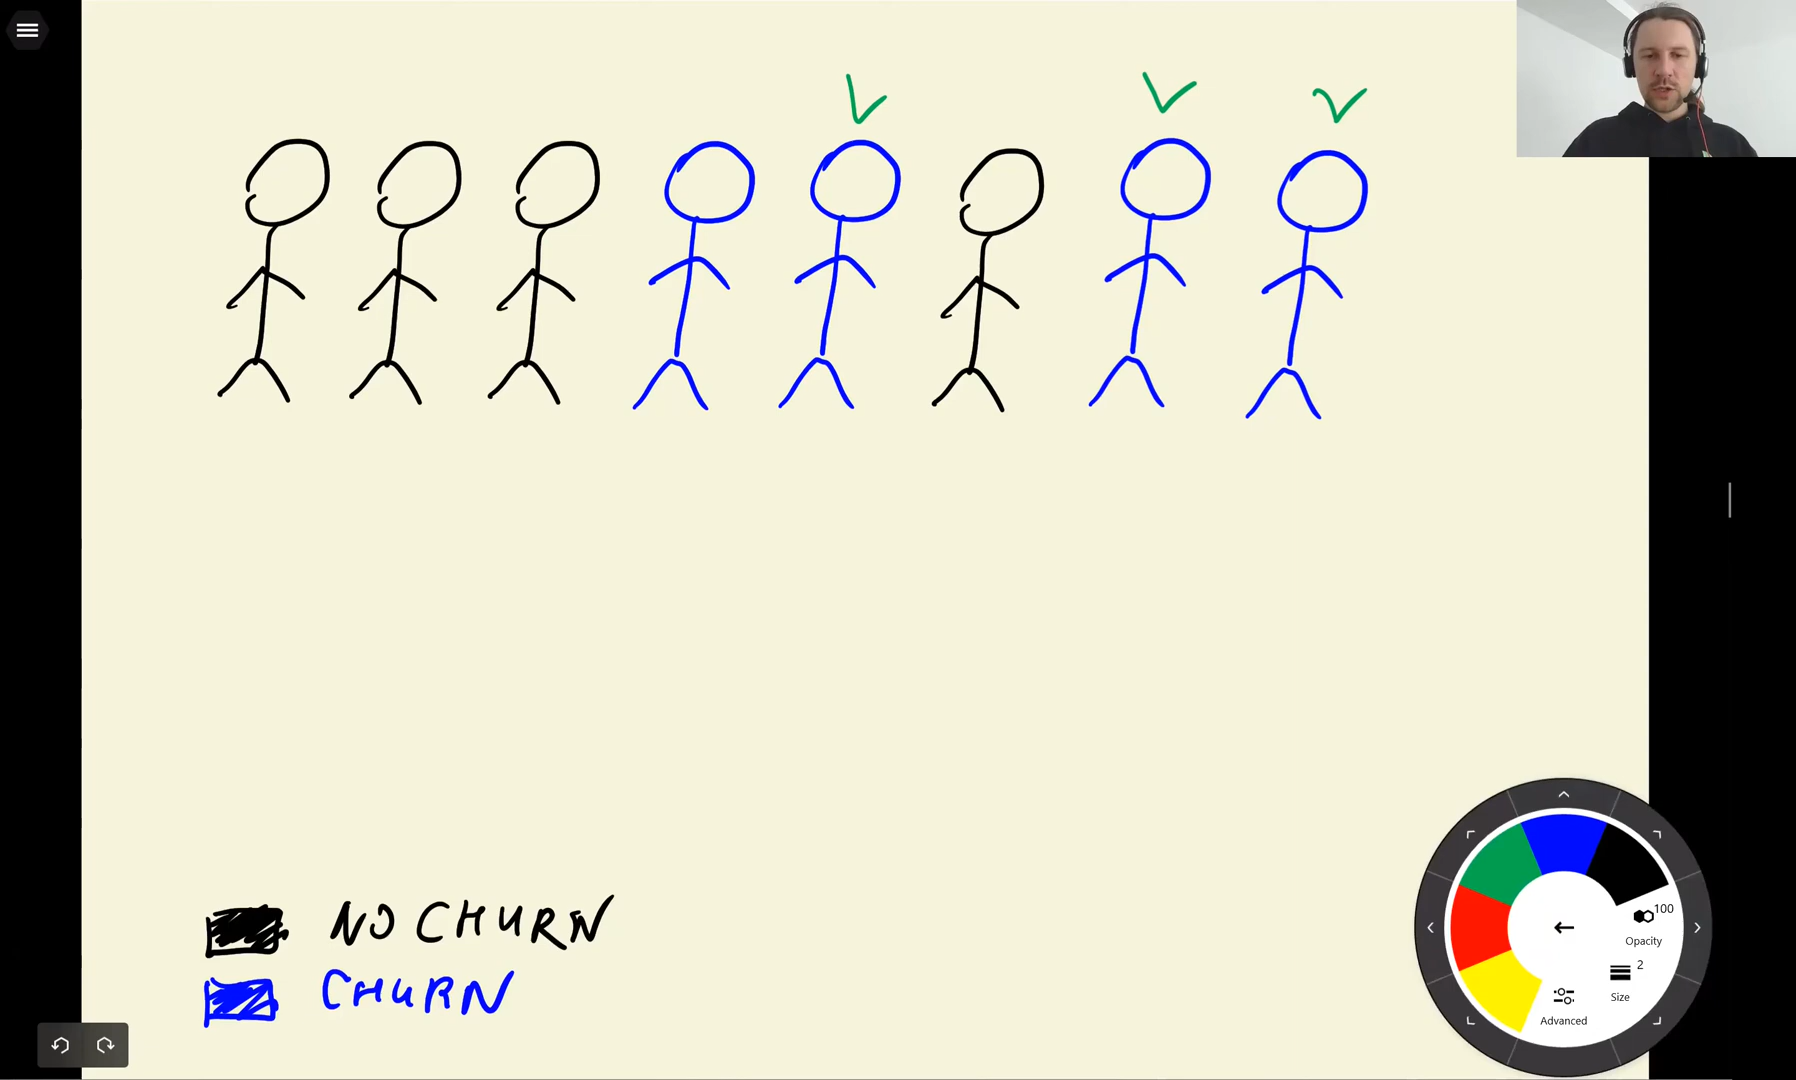 NO CHURN
CHURN
100
Opacity
2
Size
Advanced